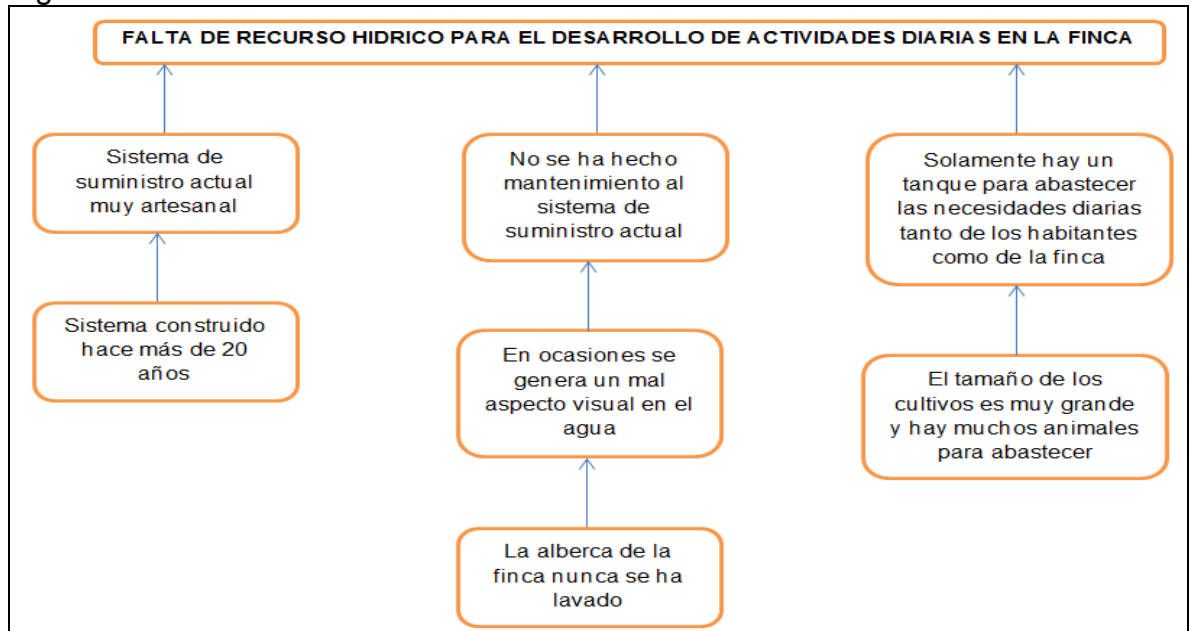 FALTA DE RECURSO HIDRICO PARA EL DESARROLLO DE ACTIVIDADES DIARIAS EN LA FINCA
Sistema de
suministro actual
muy artesanal
Sistema construido
hace más de 20
años
No se ha hecho
mantenimiento al
sistema de
suministro actual
En ocasiones se
genera un mal
aspecto visual en el
agua
La alberca de la
finca nunca se ha
lavado
Solamente hay un
tanque para abastecer
las necesidades diarias
tanto de los habitantes
como de la finca
El tamaño de los
cultivos es muy grande
y hay muchos animales
para abastecer